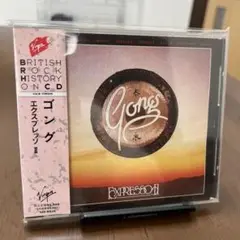 Virgin
BRITISH
ROCK
HISTORY
ON CD
ゴング
エクスプレッソⅡ
Virgin
Gong
EXPRESSO II